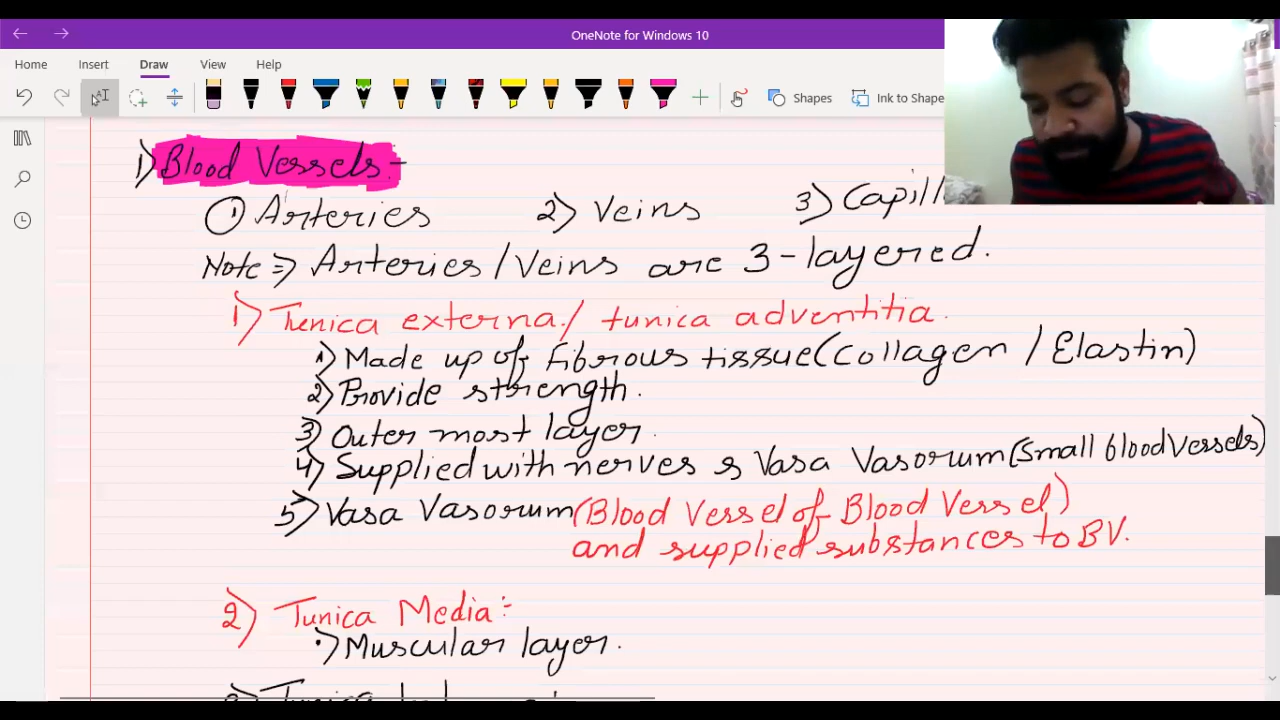 OneNote for Windows 10
Home Insert Draw View Help
Shapes Ink to Shape
1) Blood Vessels:-
1) Arteries 2) Veins 3) Capill
Note => Arteries/Veins are 3-layered.
1) Tunica externa/ tunica adventitia.
1) Made up of Fibrous tissue(Collagen / Elastin)
2) Provide strength.
3) Outer most layer.
4) Supplied with nerves & Vasa Vasorum(Small blood Vessels)
5) Vasa Vasorum(Blood Vessel of Blood Vessel)
and supplied substances to BV.
2) Tunica Media:-
•) Muscular layer.